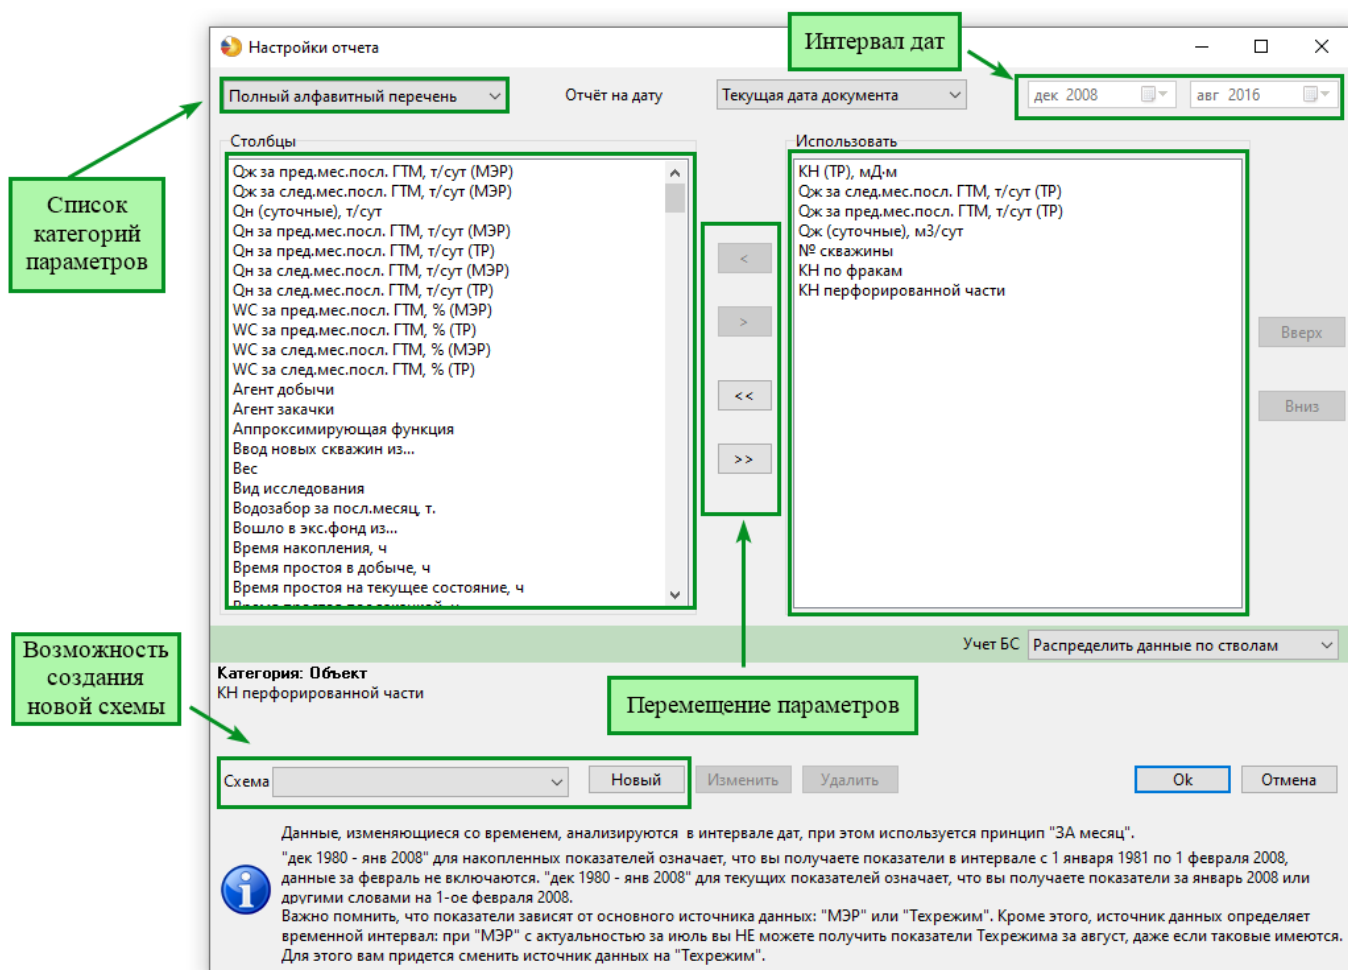 Интервал дат
Настройки отчета
Полный алфавитный перечень
Отчёт на дату
Текущая дата документа
дек 2008
авг 2016
Столбцы
Использовать
Список
категорий
параметров
Qж за пред.мес.посл. ГТМ, т/сут (МЭР)
Qж за след.мес.посл. ГТМ, т/сут (МЭР)
Qн (суточные), т/сут
Qн за пред.мес.посл. ГТМ, т/сут (МЭР)
Qн за пред.мес.посл. ГТМ, т/сут (ТР)
Qн за след.мес.посл. ГТМ, т/сут (МЭР)
Qн за след.мес.посл. ГТМ, т/сут (ТР)
WC за пред.мес.посл. ГТМ, % (МЭР)
WC за пред.мес.посл. ГТМ, % (ТР)
WC за след.мес.посл. ГТМ, % (МЭР)
WC за след.мес.посл. ГТМ, % (ТР)
Агент добычи
Агент закачки
Аппроксимирующая функция
Ввод новых скважин из...
Вес
Вид исследования
Водозабор за посл.месяц, т.
Вошло в экс.фонд из...
Время накопления, ч
Время простоя в добыче, ч
Время простоя на текущее состояние, ч
<
>
<<
>>
КН (ТР), мД·м
Qж за след.мес.посл. ГТМ, т/сут (ТР)
Qж за пред.мес.посл. ГТМ, т/сут (ТР)
Qж (суточные), м3/сут
№ скважины
КН по фракам
КН перфорированной части
Вверх
Вниз
Учет БС
Распределить данные по стволам
Возможность
создания
новой схемы
Категория: Объект
КН перфорированной части
Перемещение параметров
Схема
Новый
Изменить
Удалить
Ok
Отмена
Данные, изменяющиеся со временем, анализируются в интервале дат, при этом используется принцип "ЗА месяц".
"дек 1980 - янв 2008" для накопленных показателей означает, что вы получаете показатели в интервале с 1 января 1981 по 1 февраля 2008,
данные за февраль не включаются. "дек 1980 - янв 2008" для текущих показателей означает, что вы получаете показатели за январь 2008 или
другими словами на 1-ое февраля 2008.
Важно помнить, что показатели зависят от основного источника данных: "МЭР" или "Техрежим". Кроме этого, источник данных определяет
временной интервал: при "МЭР" с актуальностью за июль вы НЕ можете получить показатели Техрежима за август, даже если таковые имеются.
Для этого вам придется сменить источник данных на "Техрежим".